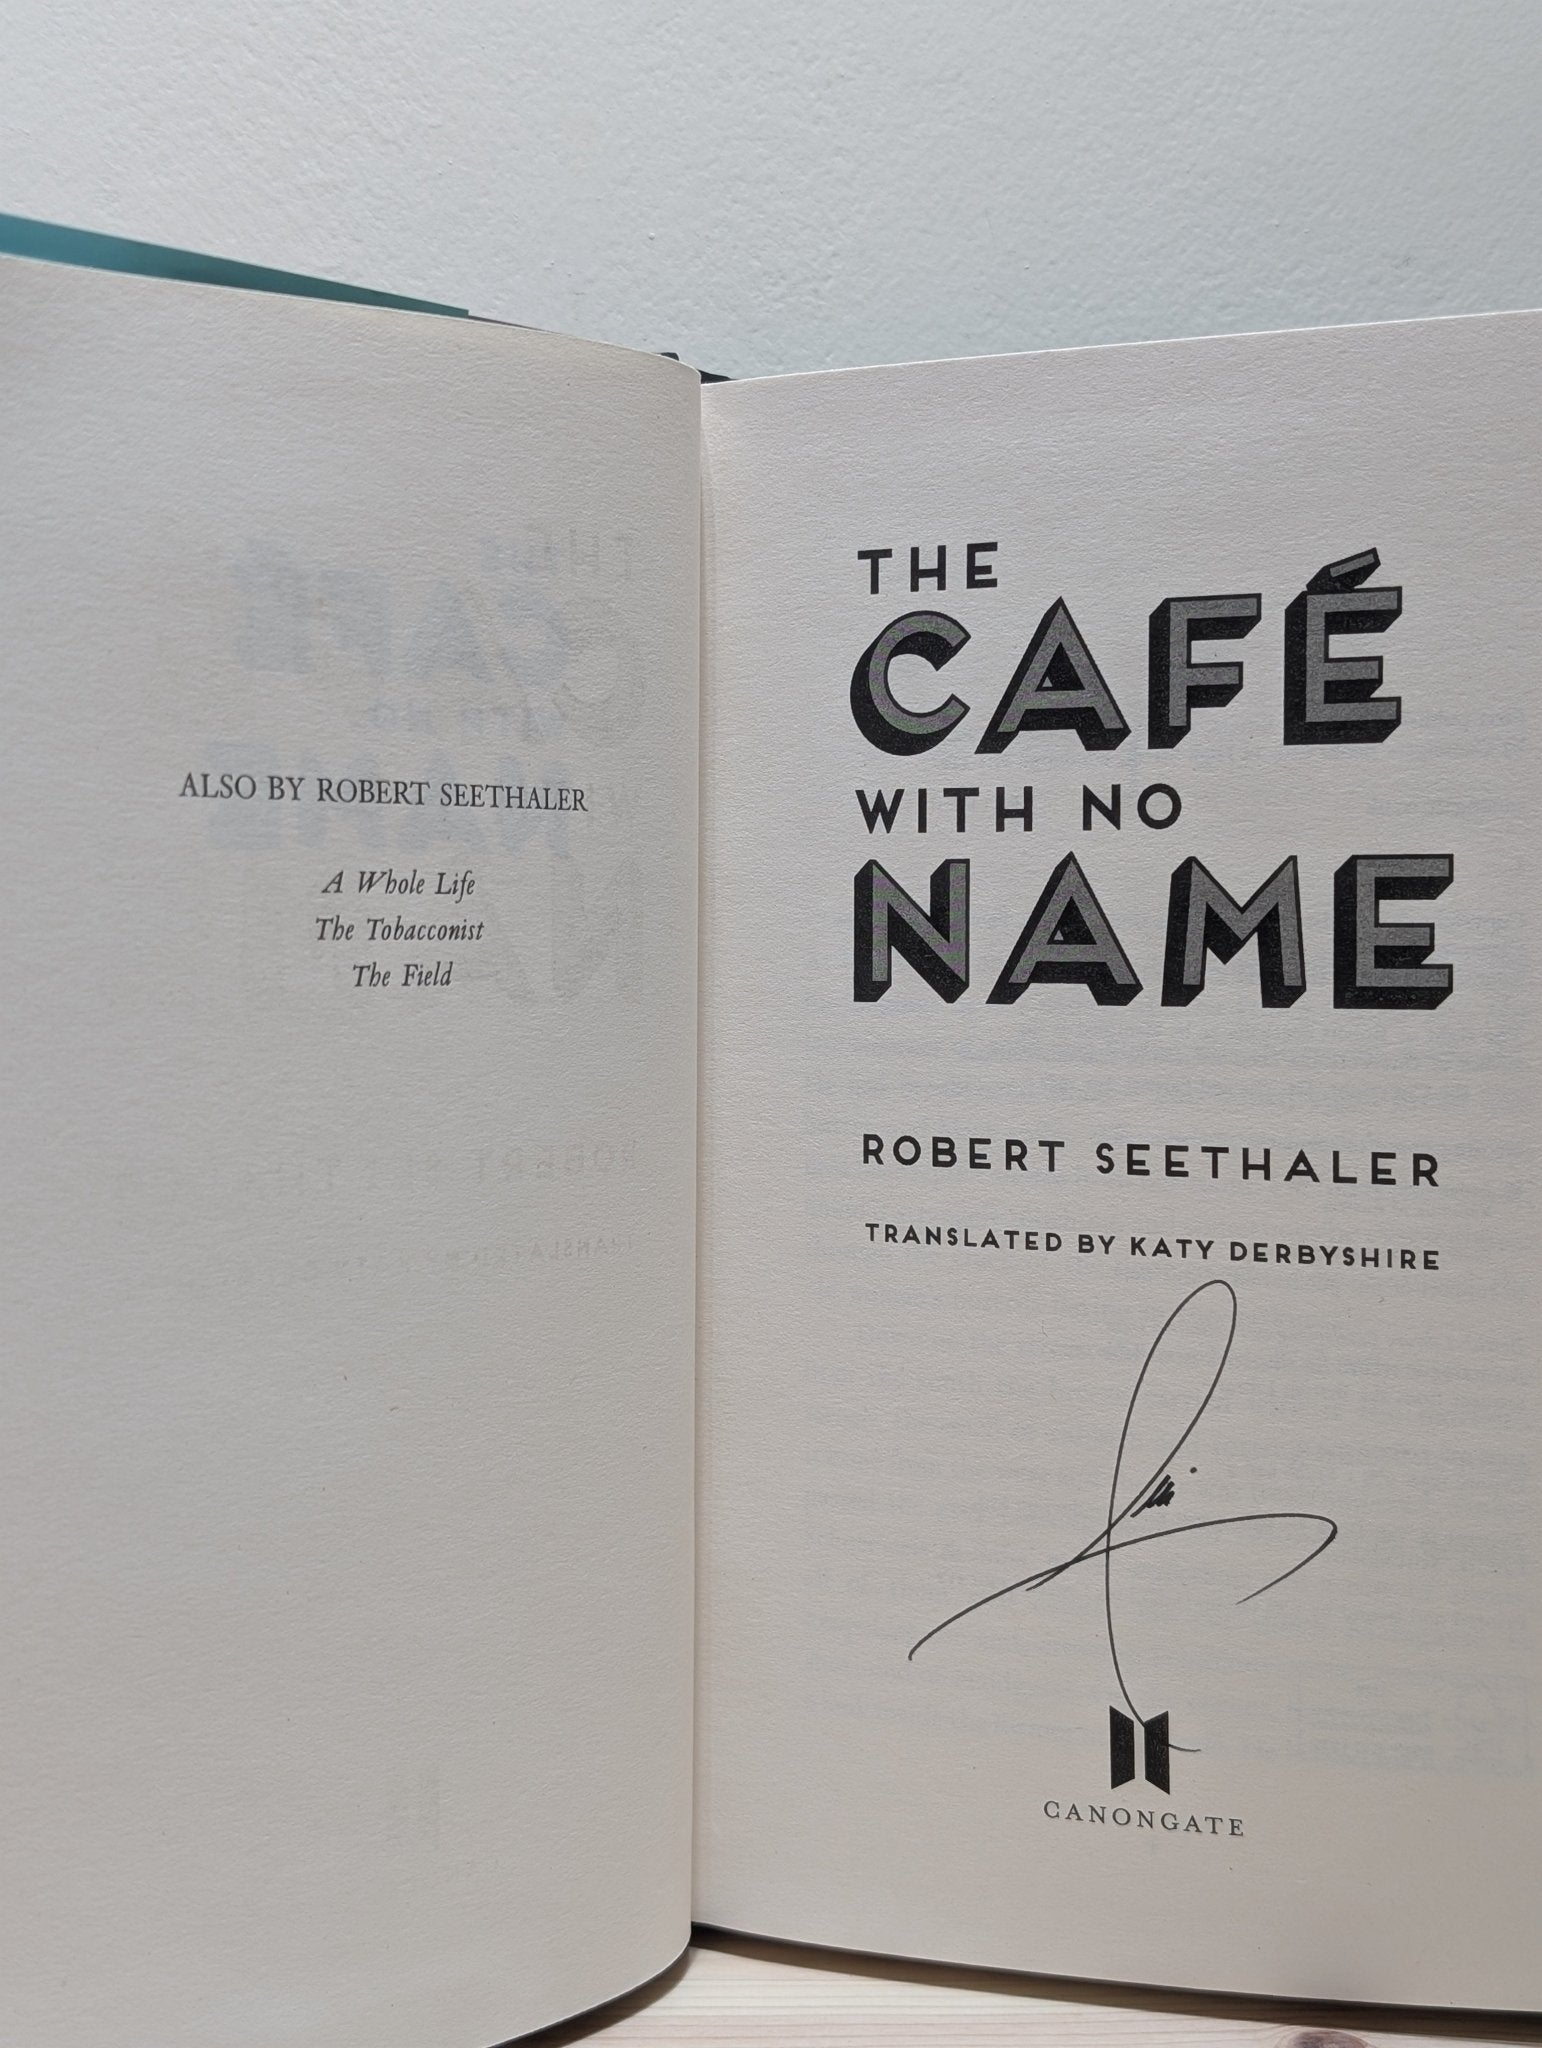 ALSO BY ROBERT SEETHALER
A Whole Life
The Tobacconist
The Field
THE
CAFÉ
WITH NO
NAME
ROBERT SEETHALER
TRANSLATED BY KATY DERBYSHIRE
CANONGATE